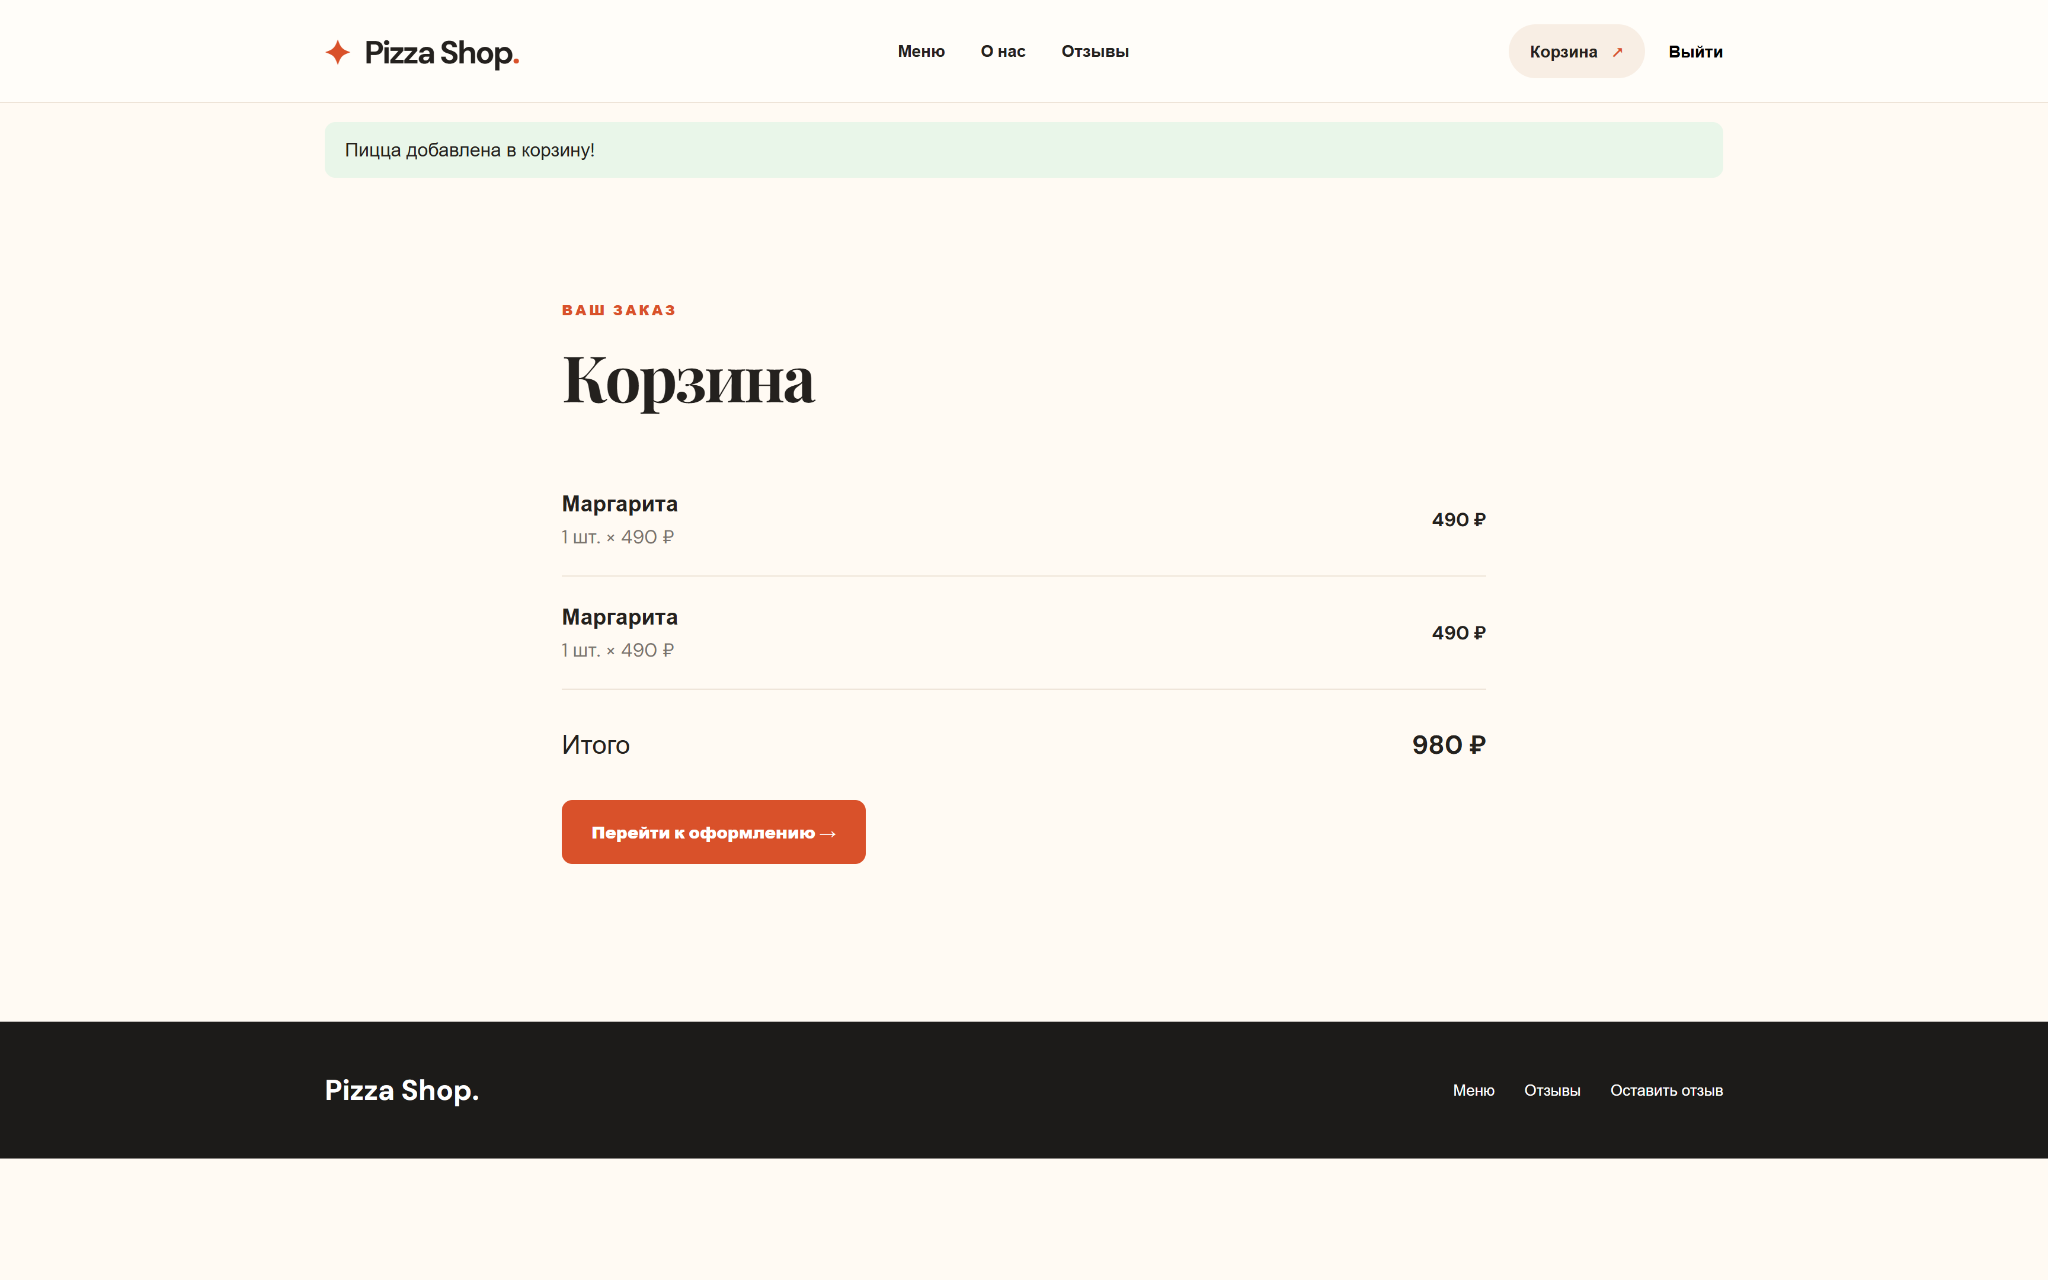 Pizza Shop.
Меню О нас Отзывы
Корзина ↗ Выйти
Пицца добавлена в корзину!
ВАШ ЗАКАЗ
Корзина
Маргарита
1 шт. × 490 ₽
490 ₽
Маргарита
1 шт. × 490 ₽
490 ₽
Итого 980 ₽
Перейти к оформлению →
Pizza Shop.
Меню Отзывы Оставить отзыв